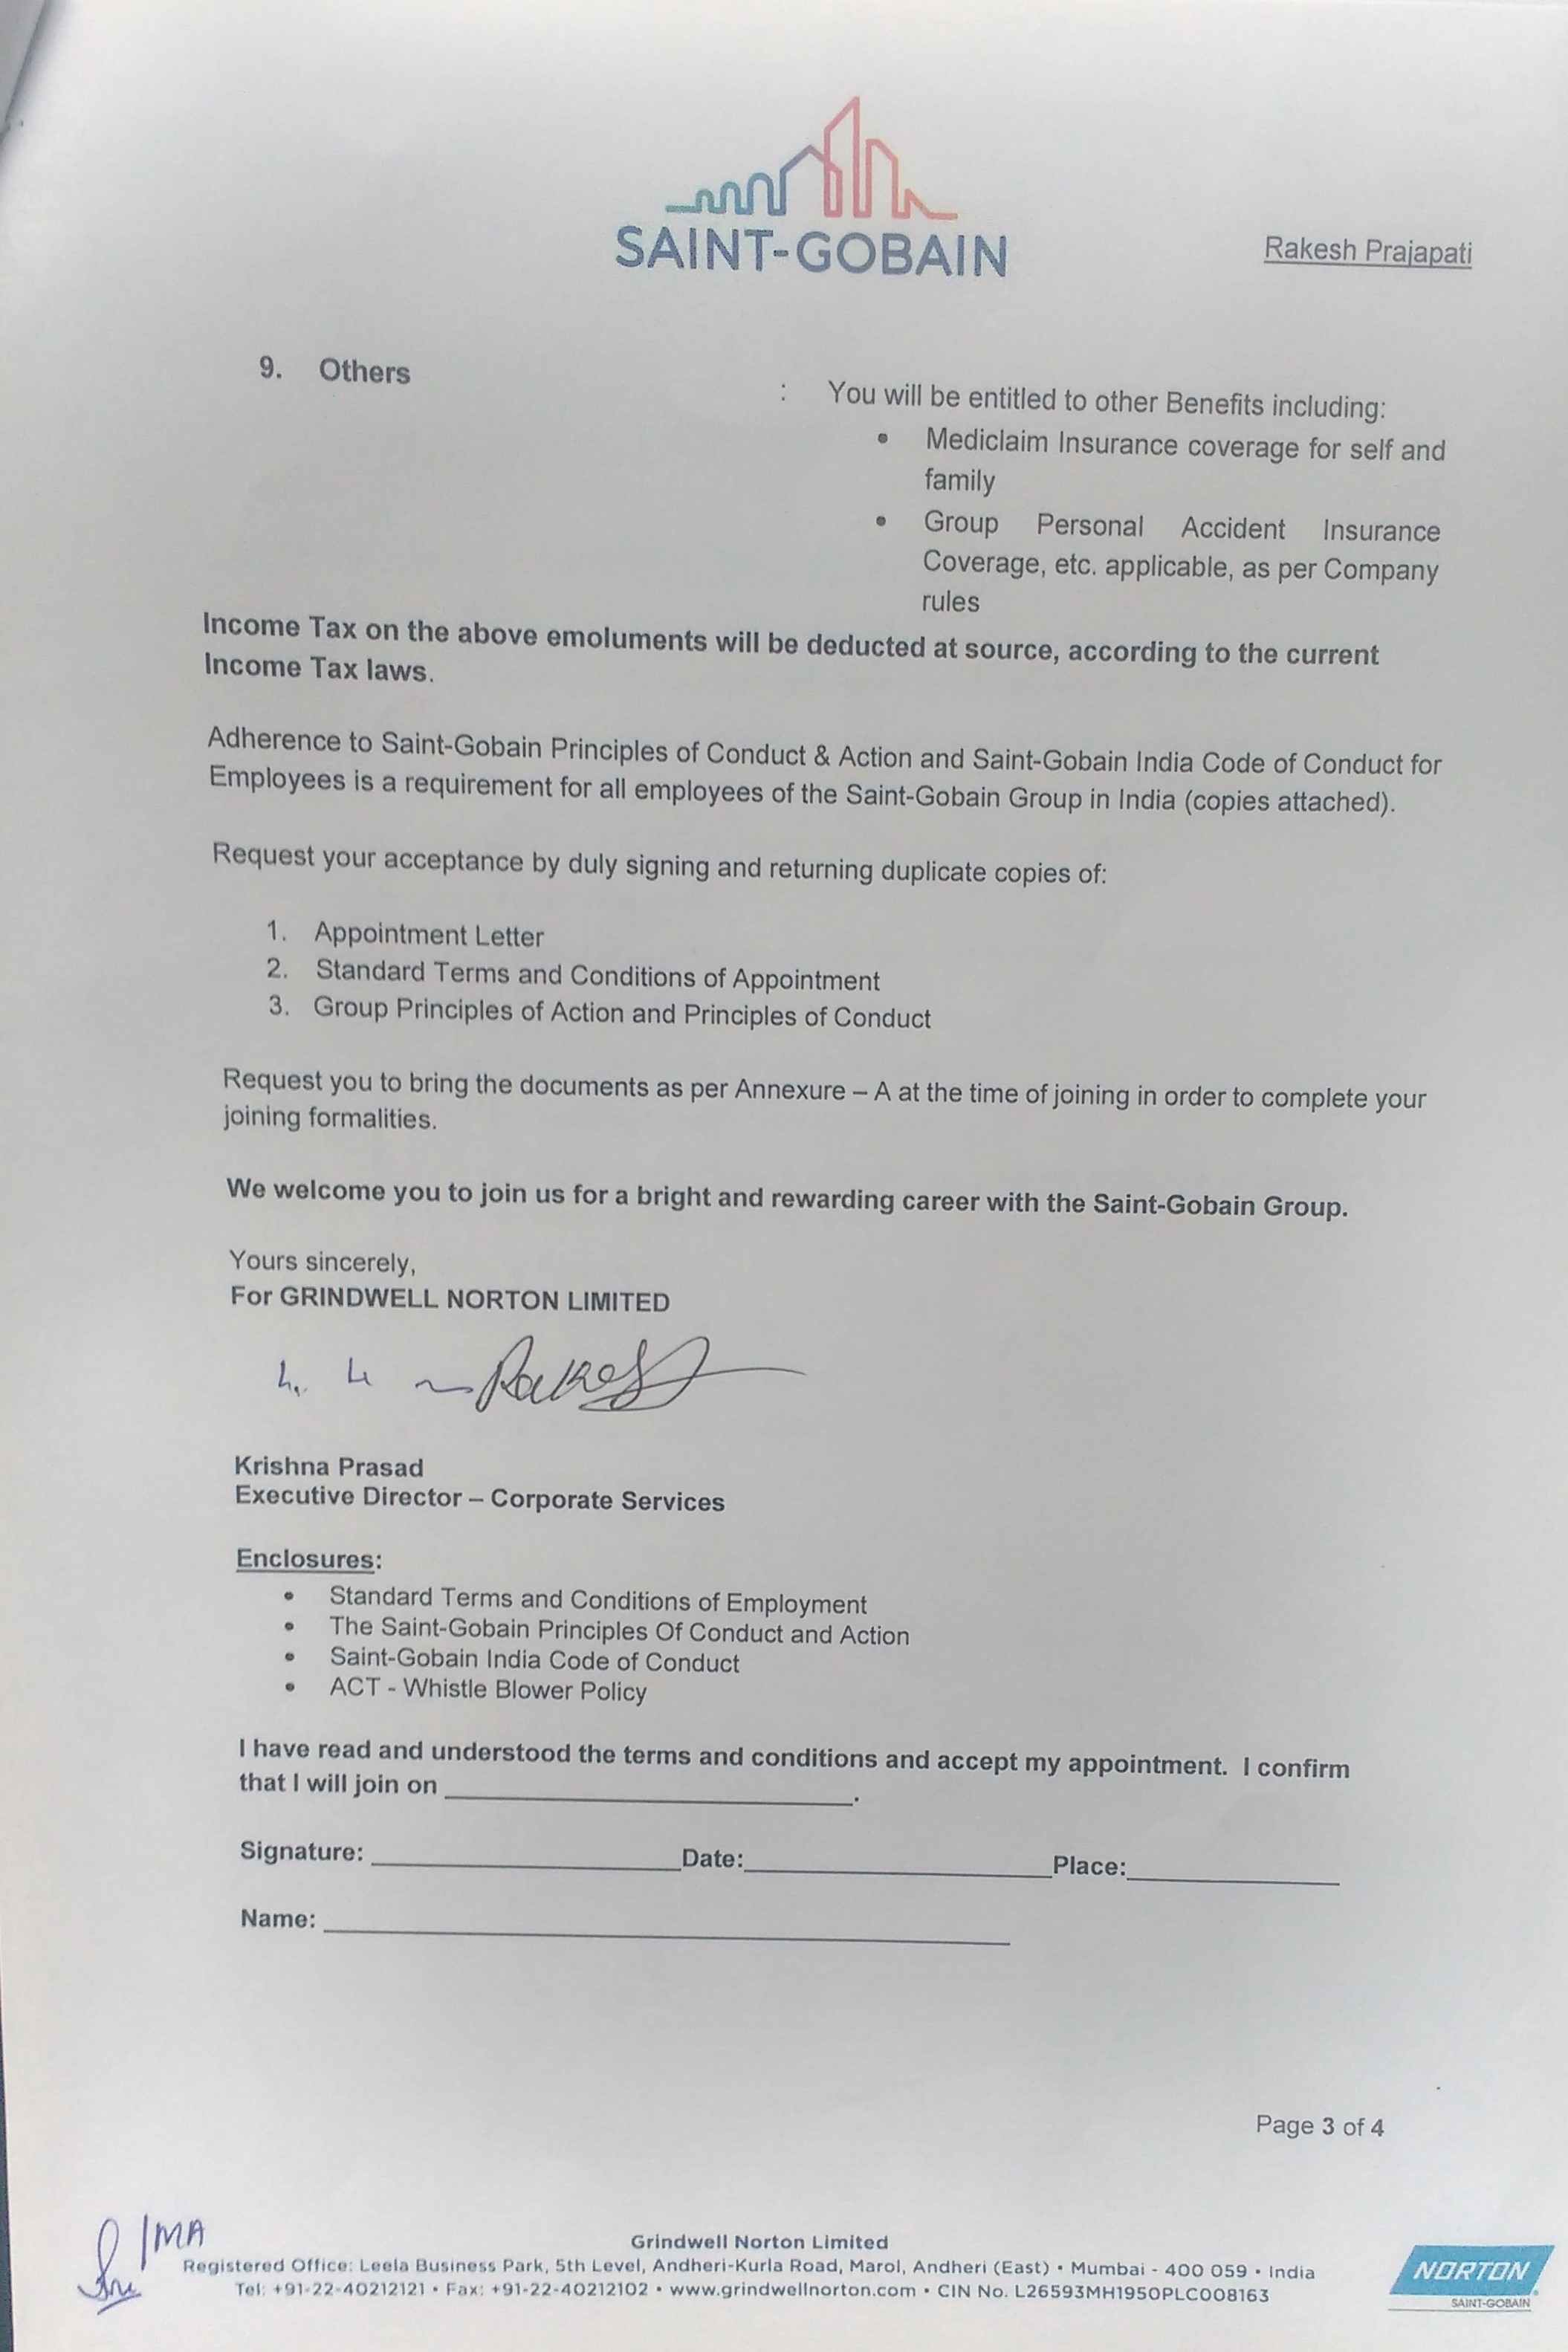 SAINT-GOBAIN
Rakesh Prajapati
9. Others
: You will be entitled to other Benefits including:
• Mediclaim Insurance coverage for self and
family
• Group Personal Accident Insurance
Coverage, etc. applicable, as per Company
rules
Income Tax on the above emoluments will be deducted at source, according to the current
Income Tax laws.
Adherence to Saint-Gobain Principles of Conduct & Action and Saint-Gobain India Code of Conduct for
Employees is a requirement for all employees of the Saint-Gobain Group in India (copies attached).
Request your acceptance by duly signing and returning duplicate copies of:
1. Appointment Letter
2. Standard Terms and Conditions of Appointment
3. Group Principles of Action and Principles of Conduct
Request you to bring the documents as per Annexure – A at the time of joining in order to complete your
joining formalities.
We welcome you to join us for a bright and rewarding career with the Saint-Gobain Group.
Yours sincerely,
For GRINDWELL NORTON LIMITED
Rakesh
Krishna Prasad
Executive Director – Corporate Services
Enclosures:
• Standard Terms and Conditions of Employment
• The Saint-Gobain Principles Of Conduct and Action
• Saint-Gobain India Code of Conduct
• ACT - Whistle Blower Policy
I have read and understood the terms and conditions and accept my appointment. I confirm
that I will join on ____________________.
Signature: ____________________Date:____________________Place:______________
Name: ____________________
Page 3 of 4
MA
Grindwell Norton Limited
Registered Office: Leela Business Park, 5th Level, Andheri-Kurla Road, Marol, Andheri (East) • Mumbai - 400 059 • India
Tel: +91-22-40212121 • Fax: +91-22-40212102 • www.grindwellnorton.com • CIN No. L26593MH1950PLC008163
NORTON
SAINT-GOBAIN